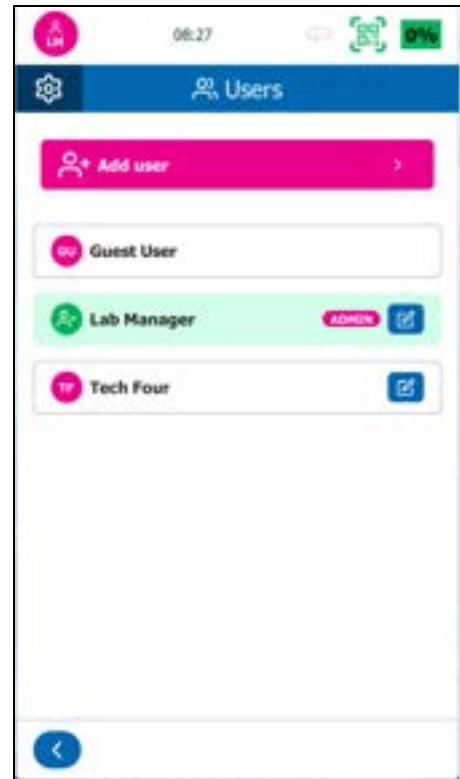 LM 08:27 0%
Users
Add user
GU Guest User
Lab Manager ADMIN
TF Tech Four